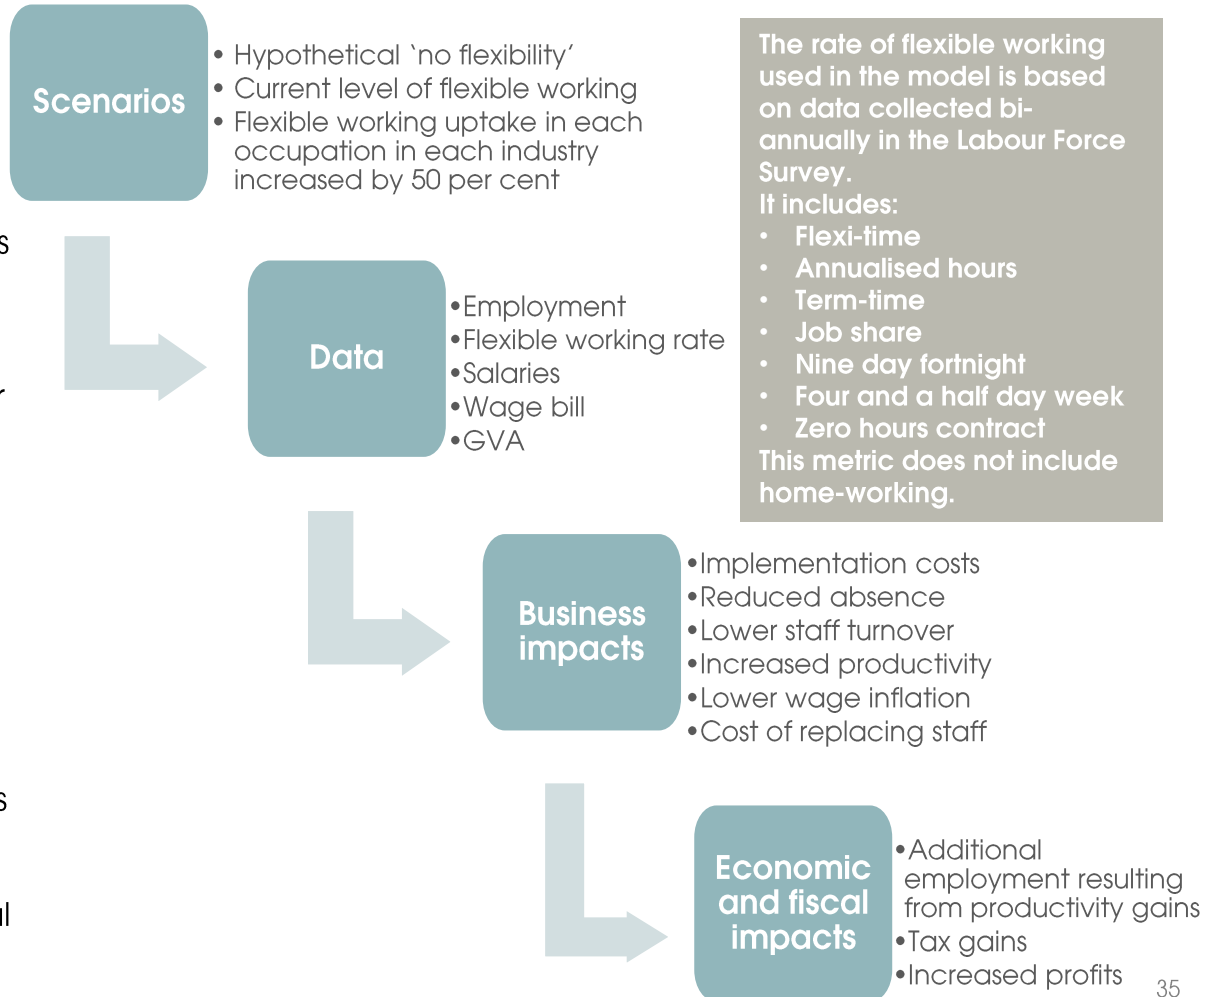 Scenarios
• Hypothetical ‘no flexibility’
• Current level of flexible working
• Flexible working uptake in each
occupation in each industry
increased by 50 per cent
The rate of flexible working
used in the model is based
on data collected bi-
annually in the Labour Force
Survey.
It includes:
• Flexi-time
• Annualised hours
• Term-time
• Job share
• Nine day fortnight
• Four and a half day week
• Zero hours contract
This metric does not include
home-working.
Data
•Employment
•Flexible working rate
•Salaries
•Wage bill
•GVA
Business
impacts
•Implementation costs
•Reduced absence
•Lower staff turnover
•Increased productivity
•Lower wage inflation
•Cost of replacing staff
Economic
and fiscal
impacts
•Additional
employment resulting
from productivity gains
•Tax gains
•Increased profits
35